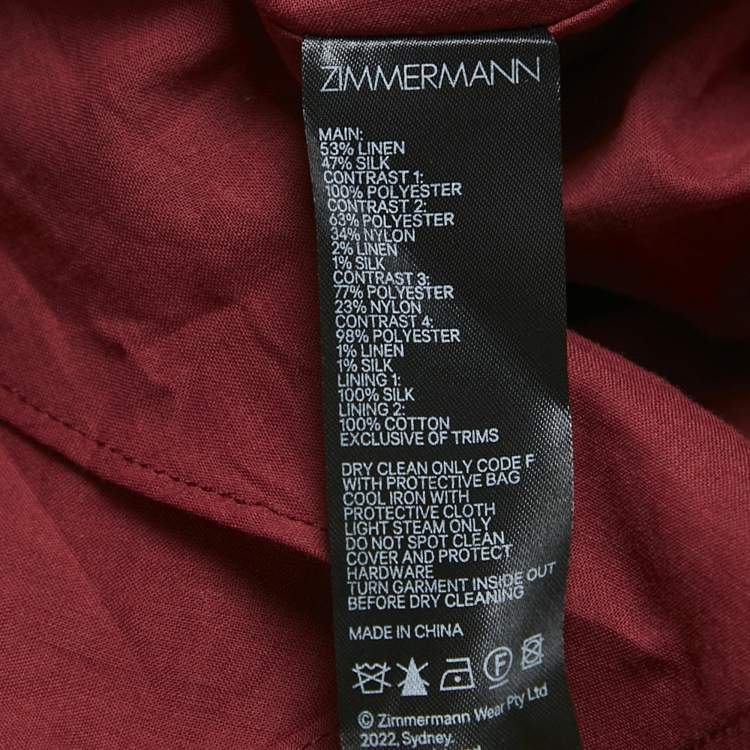 ZIMMERMANN
MAIN:
53% LINEN
47% SILK
CONTRAST 1:
100% POLYESTER
CONTRAST 2:
63% POLYESTER
34% NYLON
2% LINEN
1% SILK
CONTRAST 3:
77% POLYESTER
23% NYLON
CONTRAST 4:
98% POLYESTER
1% LINEN
1% SILK
LINING 1:
100% SILK
LINING 2:
100% COTTON
EXCLUSIVE OF TRIMS
DRY CLEAN ONLY CODE F
WITH PROTECTIVE BAG
COOL IRON WITH
PROTECTIVE CLOTH
LIGHT STEAM ONLY
DO NOT SPOT CLEAN
COVER AND PROTECT
HARDWARE
TURN GARMENT INSIDE OUT
BEFORE DRY CLEANING
MADE IN CHINA
F
© Zimmermann Wear Pty Ltd
2022, Sydney.